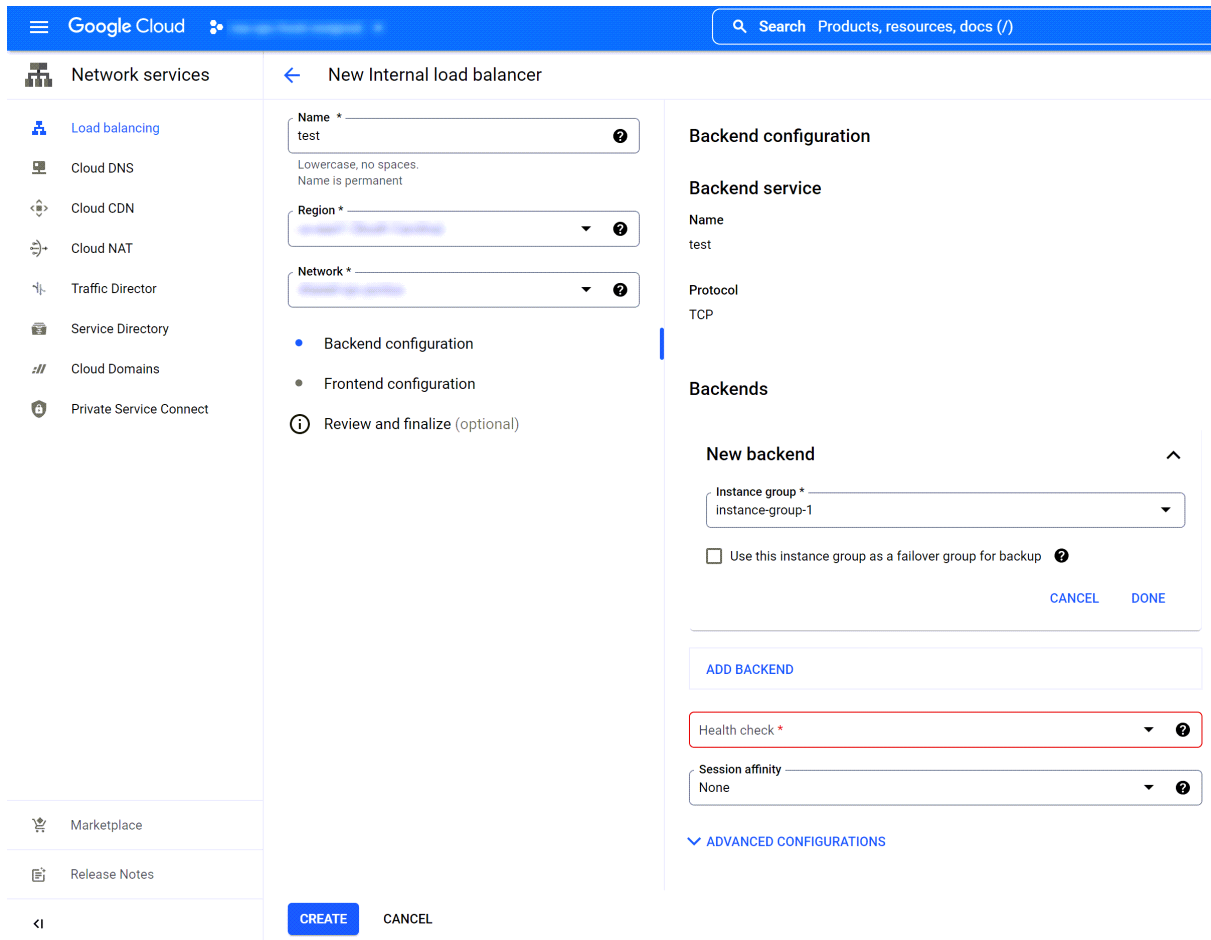 Google Cloud
Search Products, resources, docs (/)
Network services
New Internal load balancer
Load balancing
Cloud DNS
Cloud CDN
Cloud NAT
Traffic Director
Service Directory
Cloud Domains
Private Service Connect
Marketplace
Release Notes
Name *
test
Lowercase, no spaces.
Name is permanent
Region *
Network *
Backend configuration
Frontend configuration
Review and finalize (optional)
CREATE
CANCEL
Backend configuration
Backend service
Name
test
Protocol
TCP
Backends
New backend
Instance group *
instance-group-1
Use this instance group as a failover group for backup
CANCEL DONE
ADD BACKEND
Health check *
Session affinity
None
ADVANCED CONFIGURATIONS